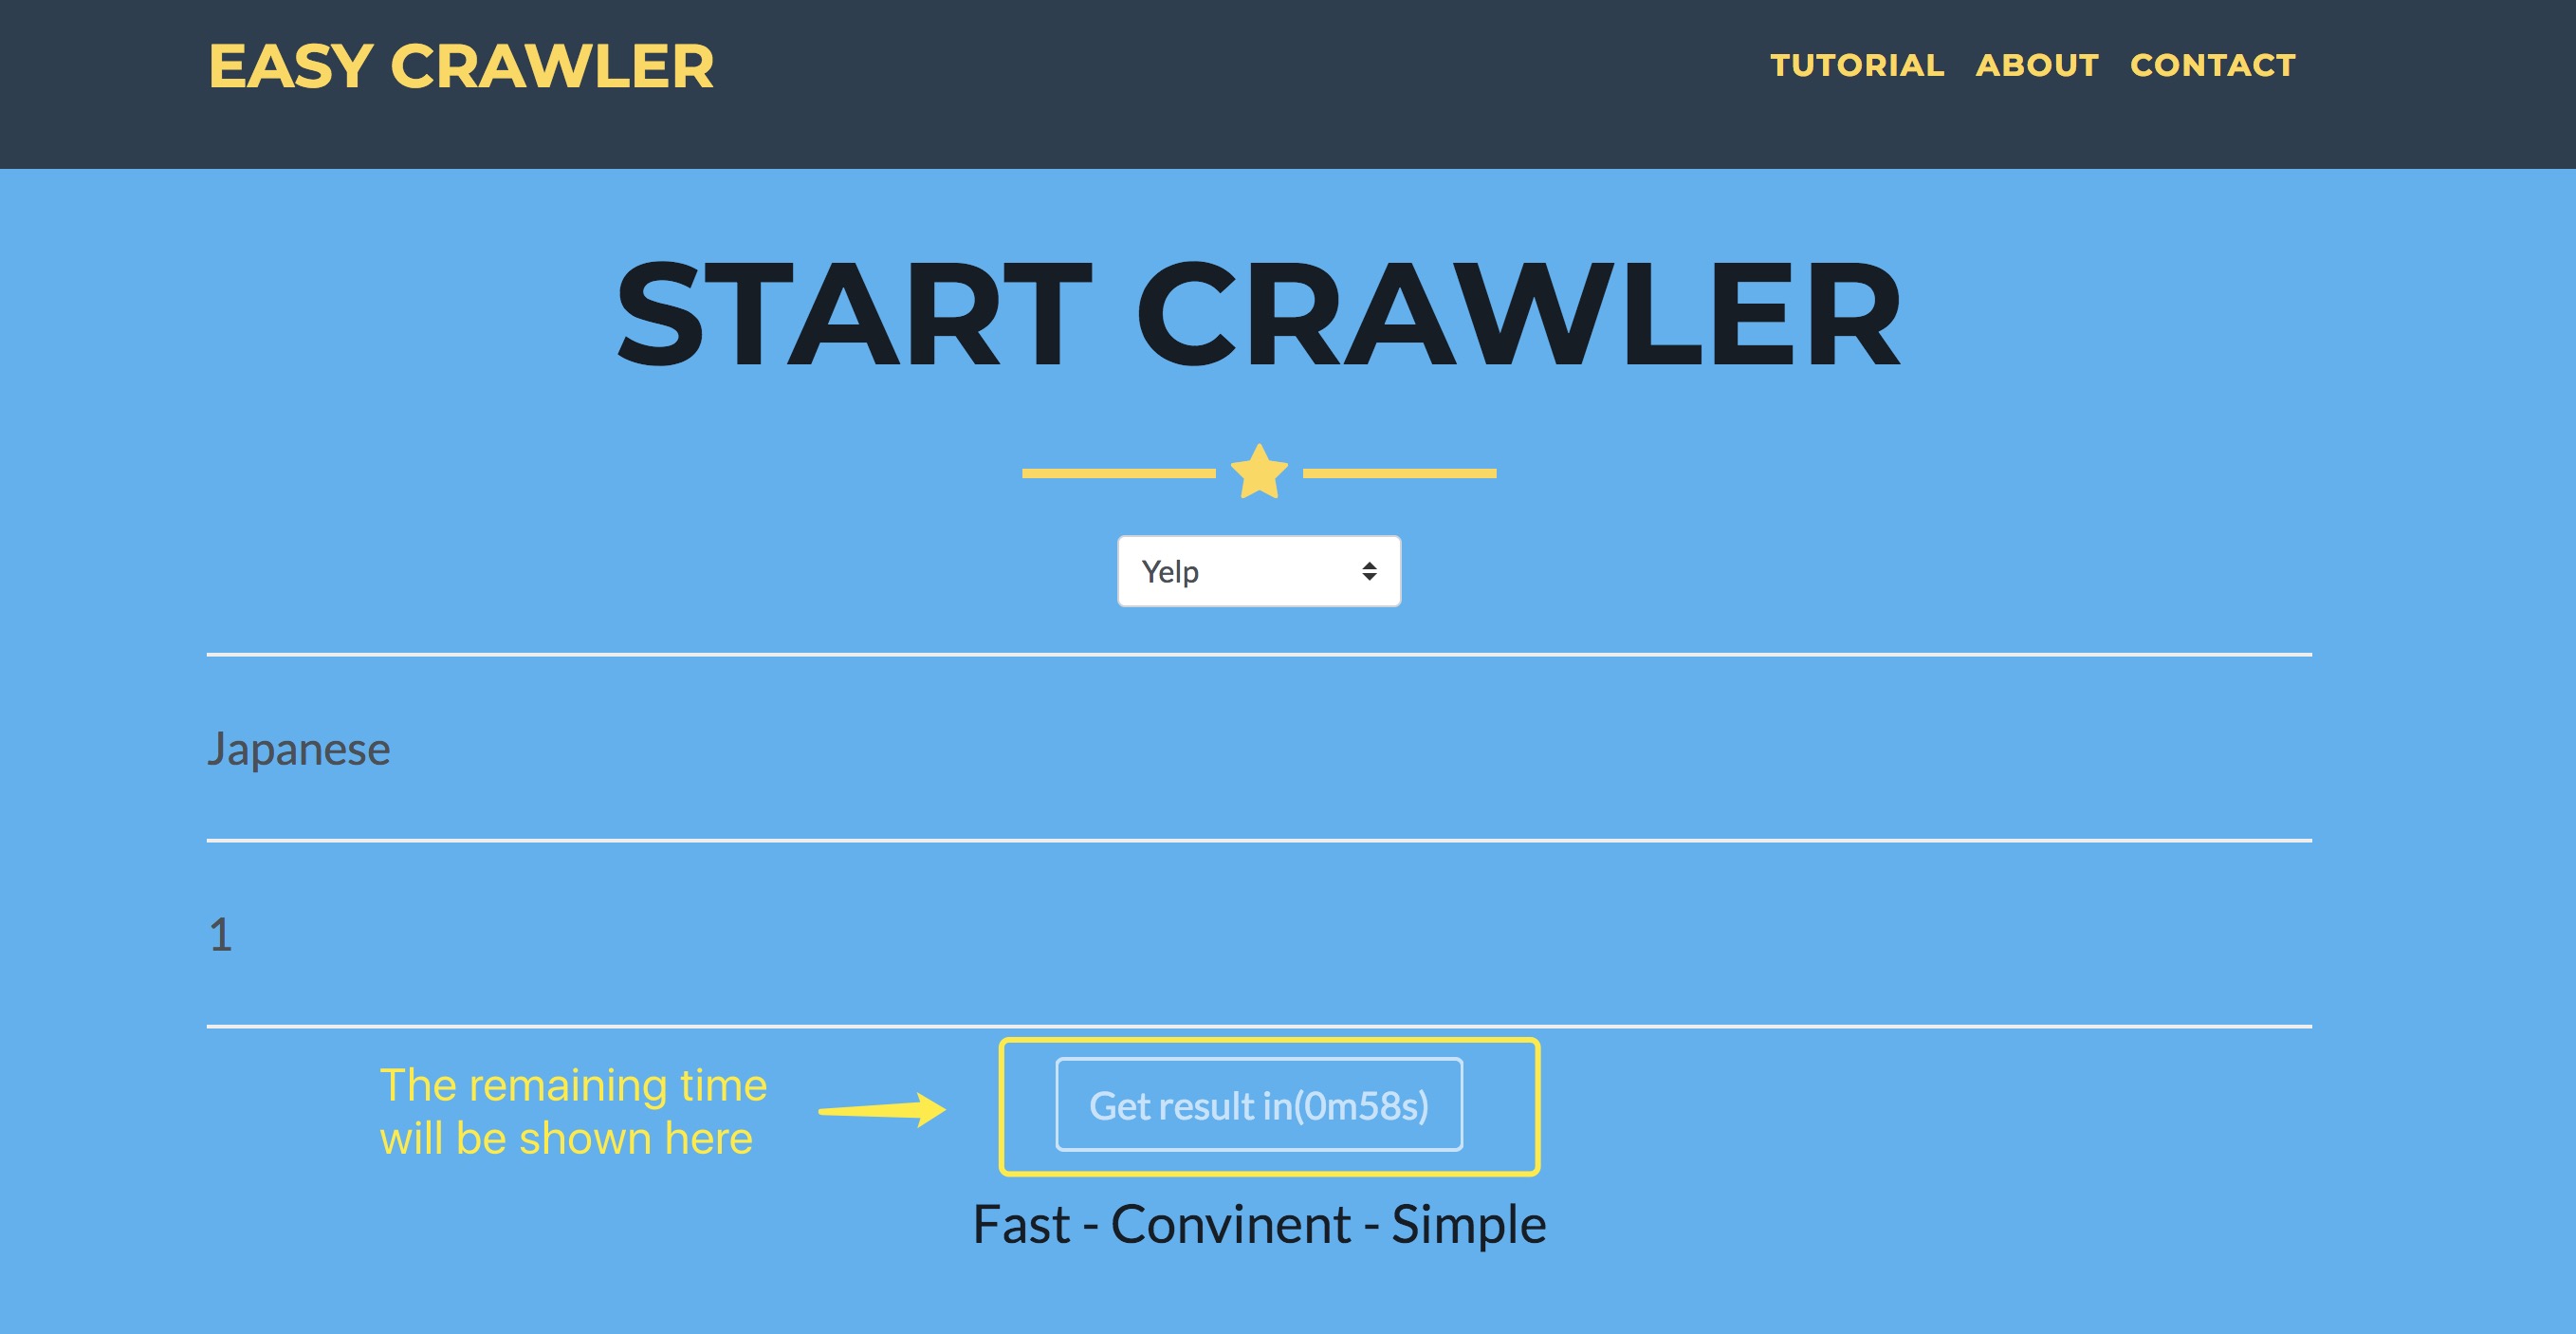 EASY CRAWLER
TUTORIAL ABOUT CONTACT
START CRAWLER
Yelp
Japanese
1
The remaining time
will be shown here
Get result in(0m58s)
Fast - Convinent - Simple